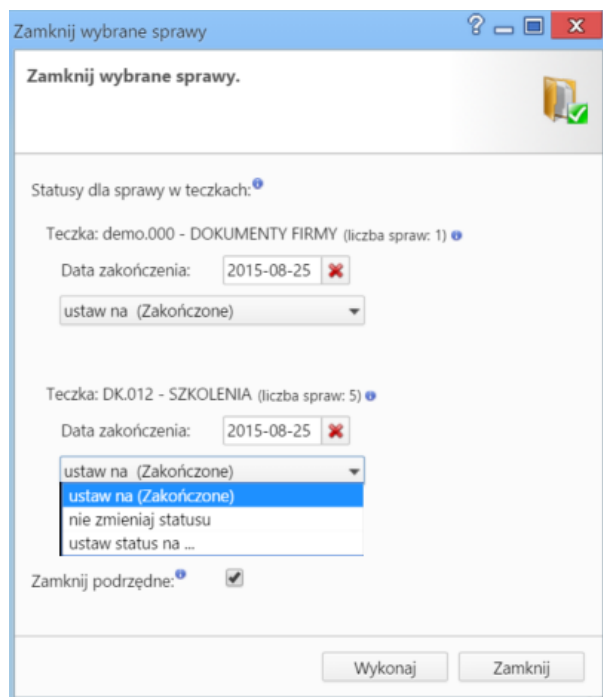 Zamknij wybrane sprawy
Zamknij wybrane sprawy.
Statusy dla sprawy w teczkach:
Teczka: demo.000 - DOKUMENTY FIRMY (liczba spraw: 1)
Data zakończenia: 2015-08-25
ustaw na (Zakończone)
Teczka: DK.012 - SZKOLENIA (liczba spraw: 5)
Data zakończenia: 2015-08-25
ustaw na (Zakończone)
ustaw na (Zakończone)
nie zmieniaj statusu
ustaw status na ...
Zamknij podrzędne:
Wykonaj Zamknij